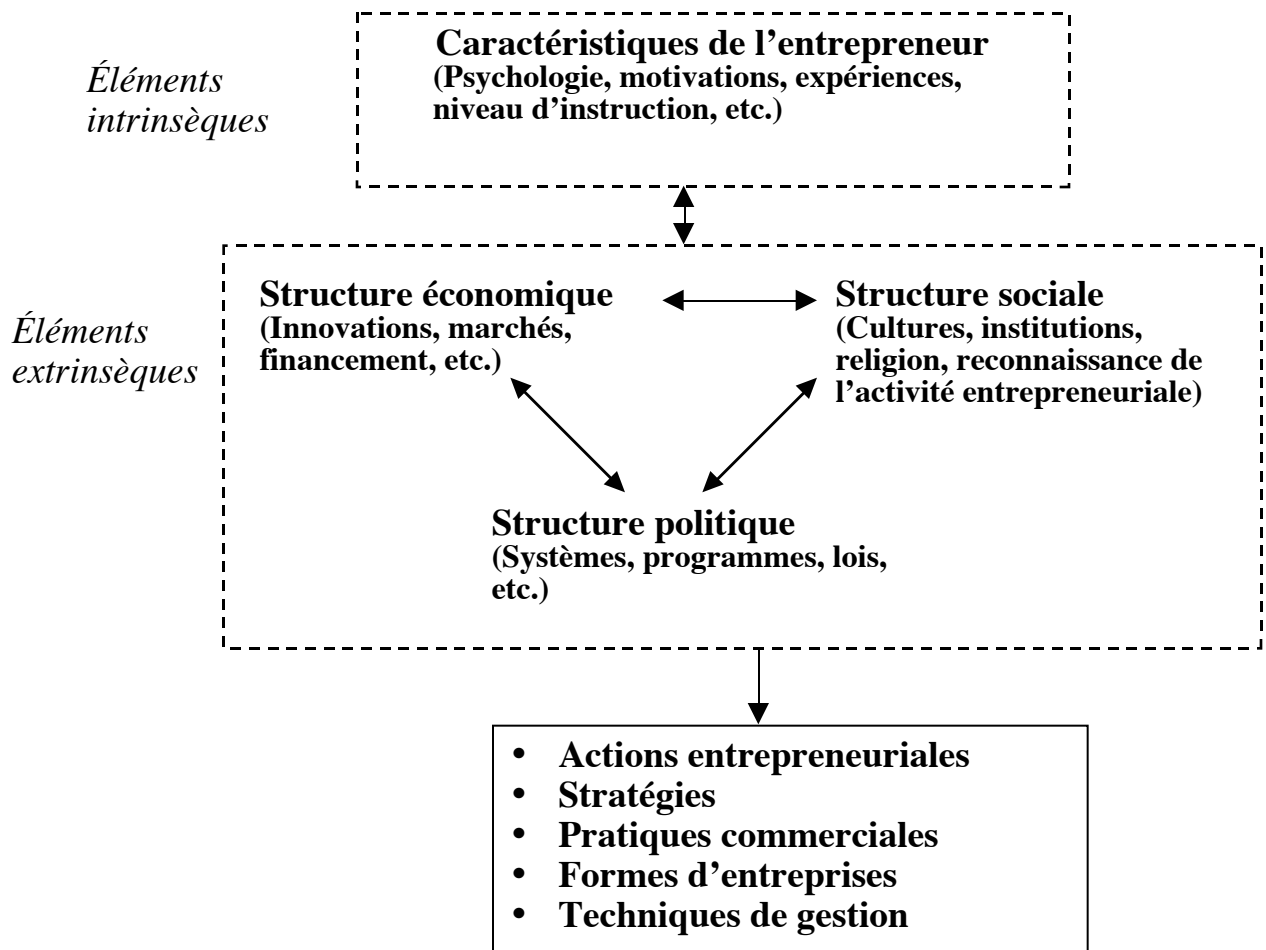 Caractéristiques de l’entrepreneur
(Psychologie, motivations, expériences,
niveau d’instruction, etc.)
Éléments
intrinsèques
Structure économique
(Innovations, marchés,
financement, etc.)
Structure sociale
(Cultures, institutions,
religion, reconnaissance de
l’activité entrepreneuriale)
Éléments
extrinsèques
Structure politique
(Systèmes, programmes, lois,
etc.)
• Actions entrepreneuriales
• Stratégies
• Pratiques commerciales
• Formes d’entreprises
• Techniques de gestion